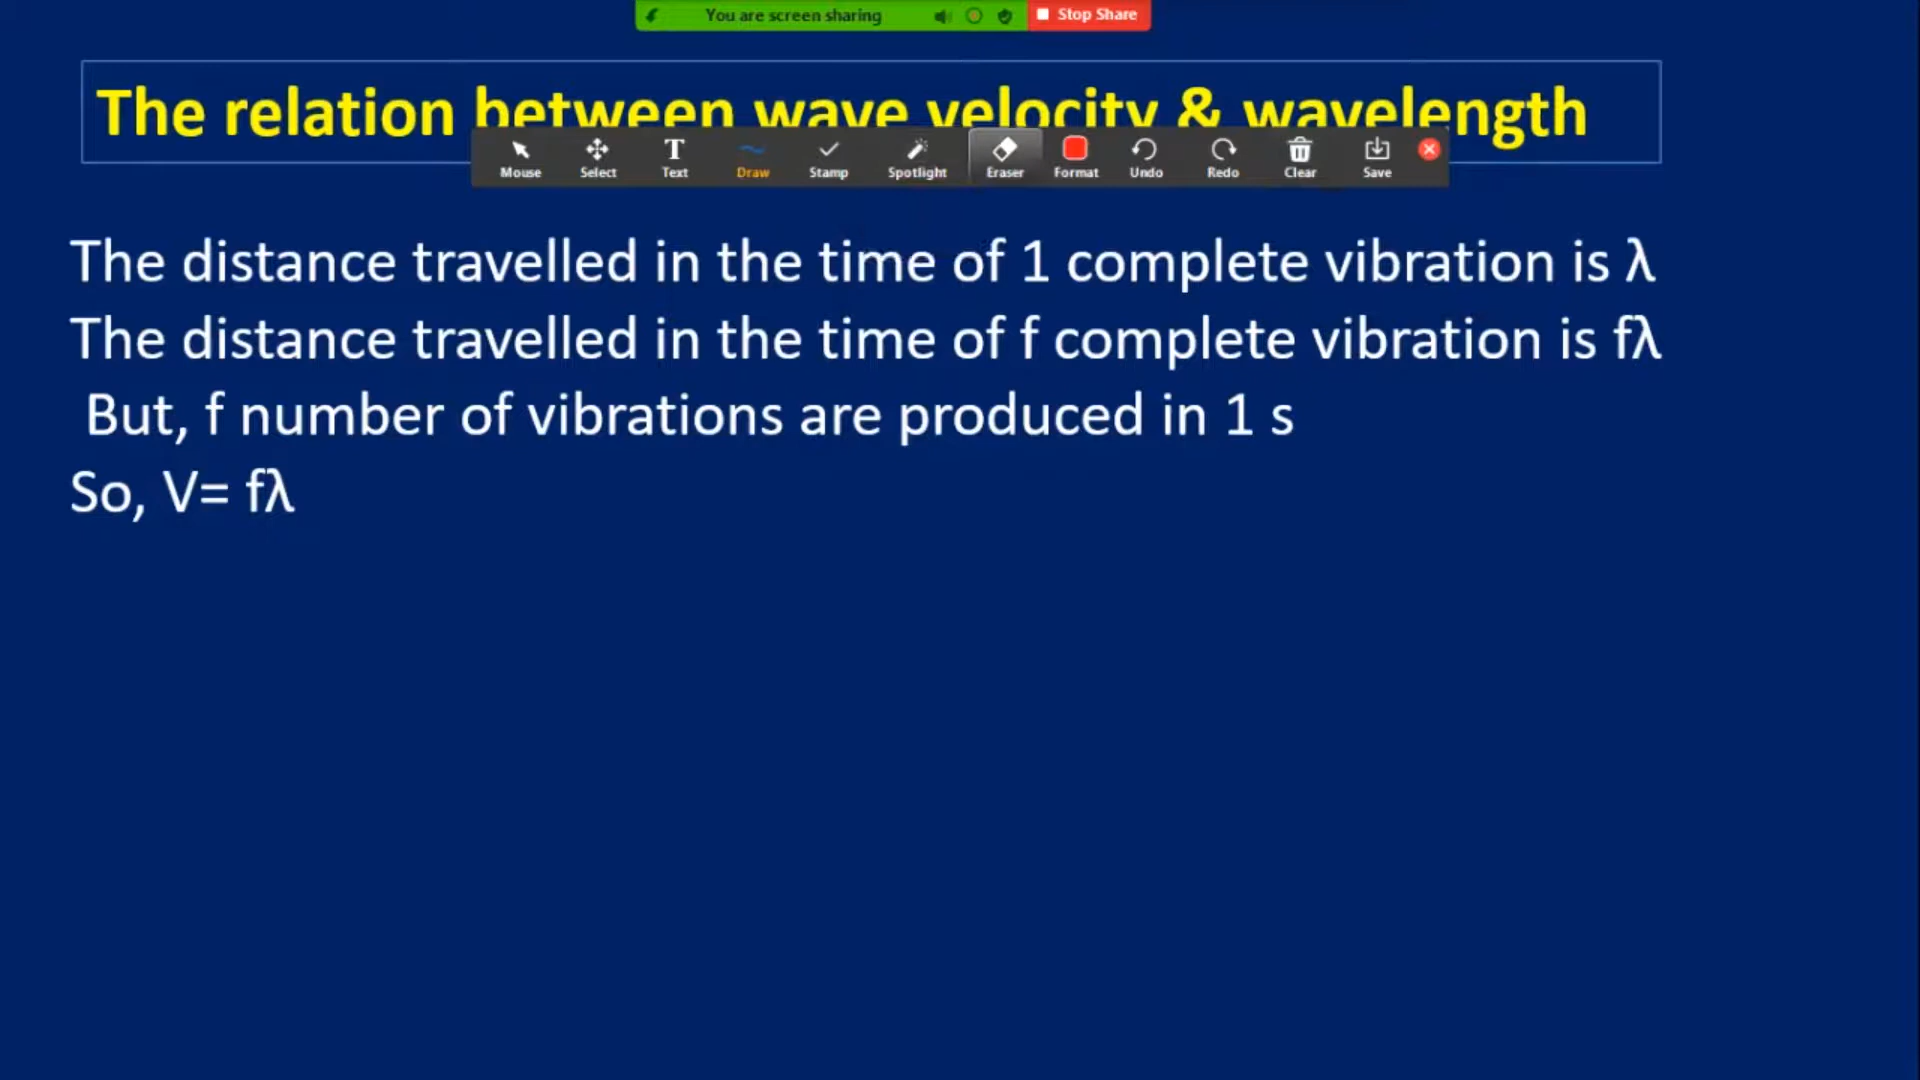 You are screen sharing
Stop Share
The relation between wave velocity & wavelength
Mouse Select Text Draw Stamp Spotlight Eraser Format Undo Redo Clear Save
The distance travelled in the time of 1 complete vibration is λ
The distance travelled in the time of f complete vibration is fλ
But, f number of vibrations are produced in 1 s
So, V= fλ